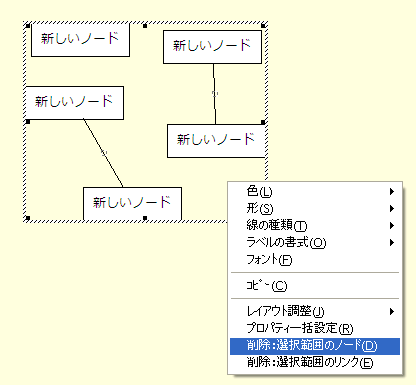 新しいノード
新しいノード
新しいノード
新しいノード
新しいノード
色(L)
形(S)
線の種類(T)
ラベルの書式(O)
フォント(F)
ｺﾋﾟｰ(C)
レイアウト調整(J)
プロパティ一括設定(R)
削除:選択範囲のノード(D)
削除:選択範囲のリンク(E)